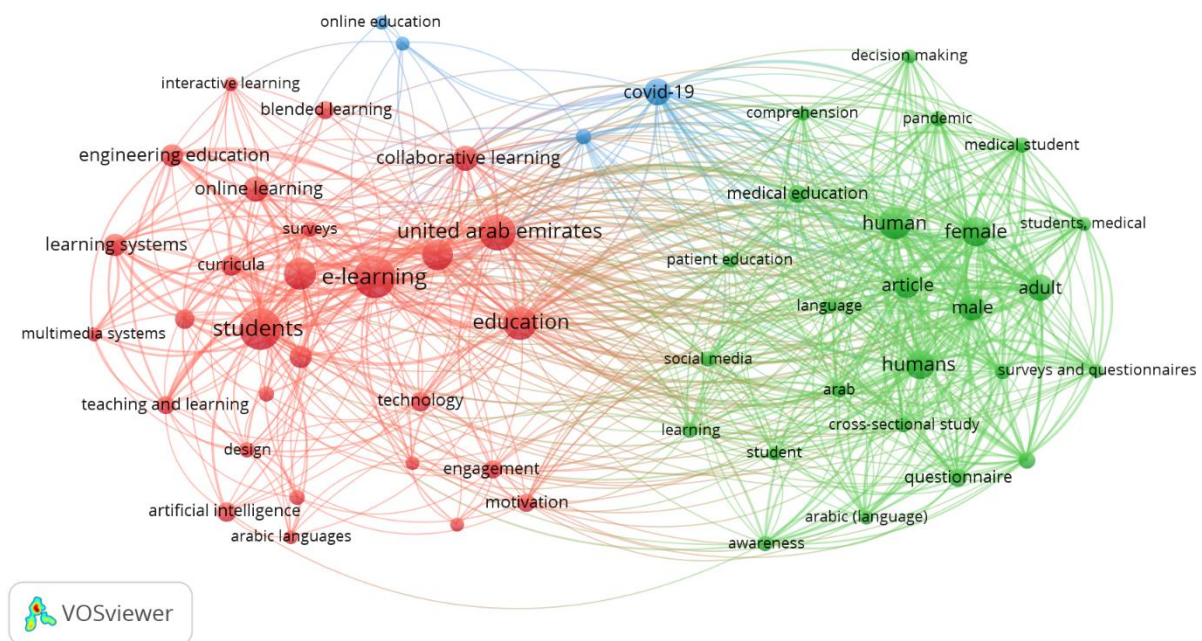 online education
interactive learning
blended learning
engineering education
collaborative learning
online learning
surveys
united arab emirates
learning systems
curricula
e-learning
students
education
multimedia systems
teaching and learning
technology
design
engagement
artificial intelligence
motivation
arabic languages
covid-19
decision making
comprehension
pandemic
medical student
medical education
human
female
students, medical
patient education
article
adult
language
male
social media
humans
surveys and questionnaires
arab
learning
cross-sectional study
student
questionnaire
arabic (language)
awareness
VOSviewer